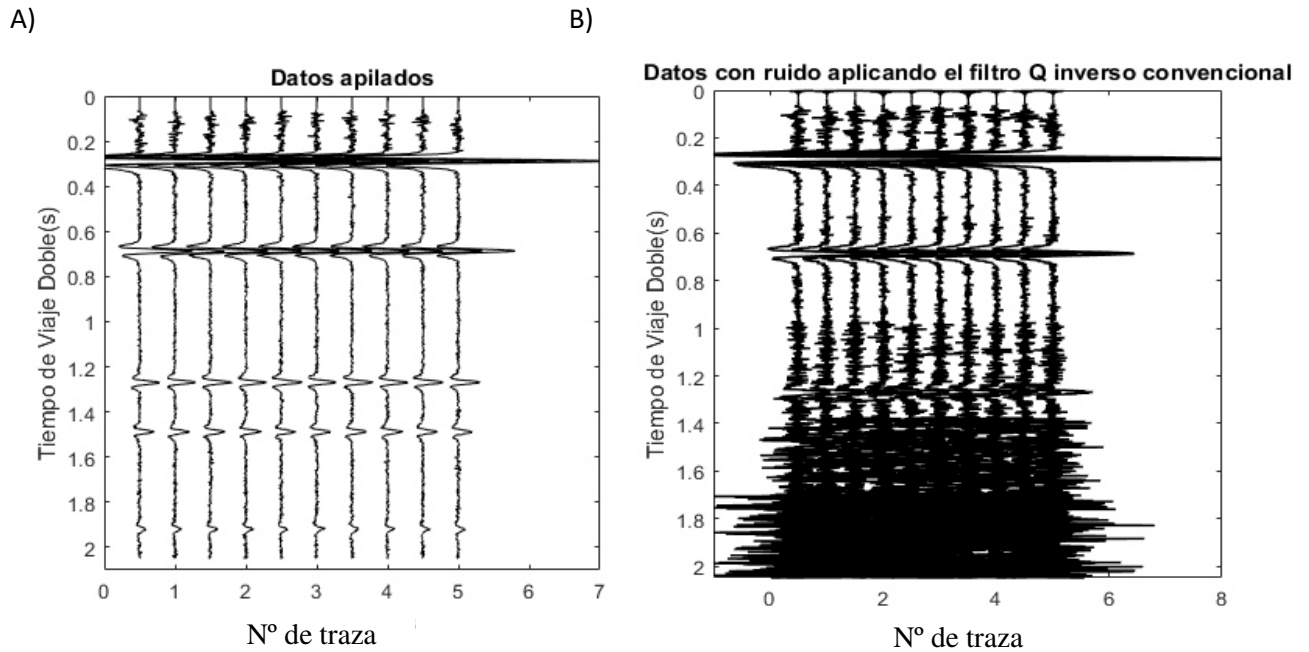 A)
B)
Datos apilados
Datos con ruido aplicando el filtro Q inverso convencional
Tiempo de Viaje Doble(s)
0
0.2
0.4
0.6
0.8
1
1.2
1.4
1.6
1.8
2
0 1 2 3 4 5 6 7
Nº de traza
Tiempo de Viaje Doble(s)
0
0.2
0.4
0.6
0.8
1
1.2
1.4
1.6
1.8
2
0 2 4 6 8
Nº de traza